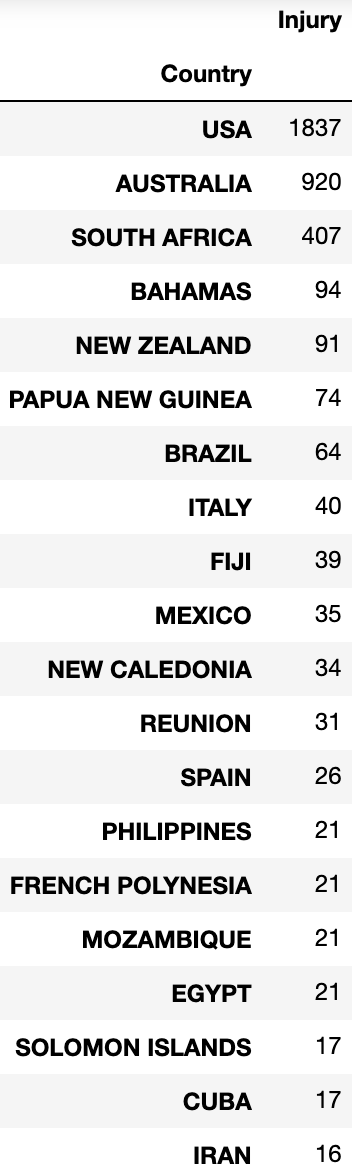 Injury
Country
USA 1837
AUSTRALIA 920
SOUTH AFRICA 407
BAHAMAS 94
NEW ZEALAND 91
PAPUA NEW GUINEA 74
BRAZIL 64
ITALY 40
FIJI 39
MEXICO 35
NEW CALEDONIA 34
REUNION 31
SPAIN 26
PHILIPPINES 21
FRENCH POLYNESIA 21
MOZAMBIQUE 21
EGYPT 21
SOLOMON ISLANDS 17
CUBA 17
IRAN 16